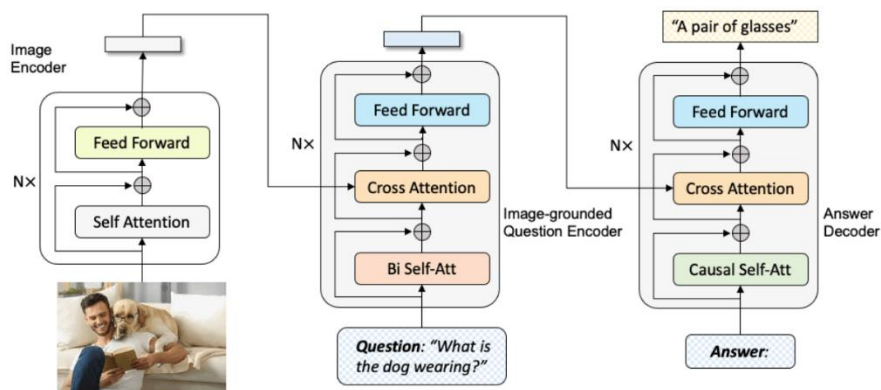 Image
Encoder
N×
Feed Forward
Self Attention
N×
Feed Forward
Cross Attention
Bi Self-Att
Image-grounded
Question Encoder
Question: “What is
the dog wearing?”
“A pair of glasses”
N×
Feed Forward
Cross Attention
Causal Self-Att
Answer
Decoder
Answer: